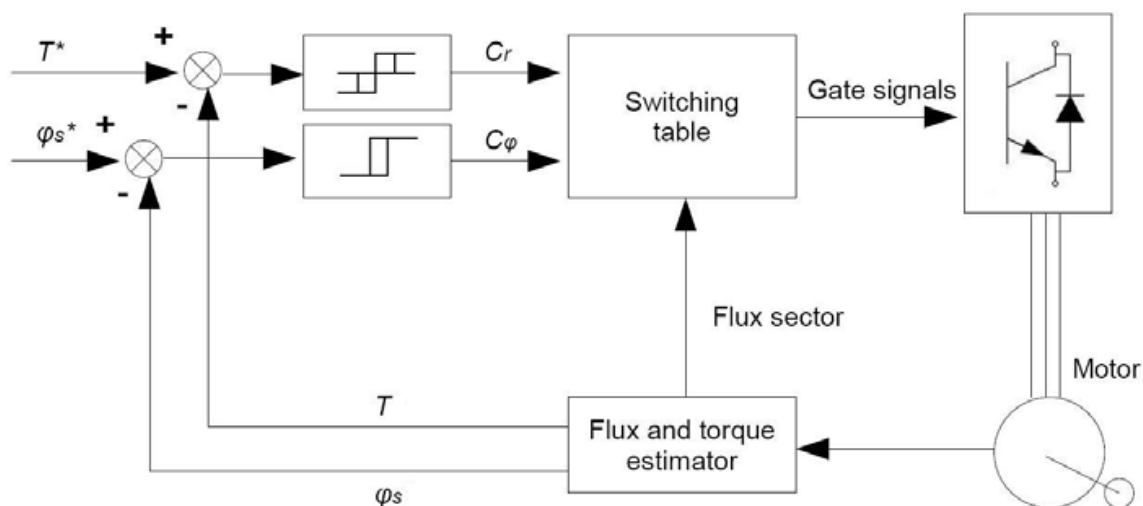 T*
+
-
φs*
+
-
Cr
Cφ
Switching
table
Gate signals
Flux sector
Motor
T
Flux and torque
estimator
φs